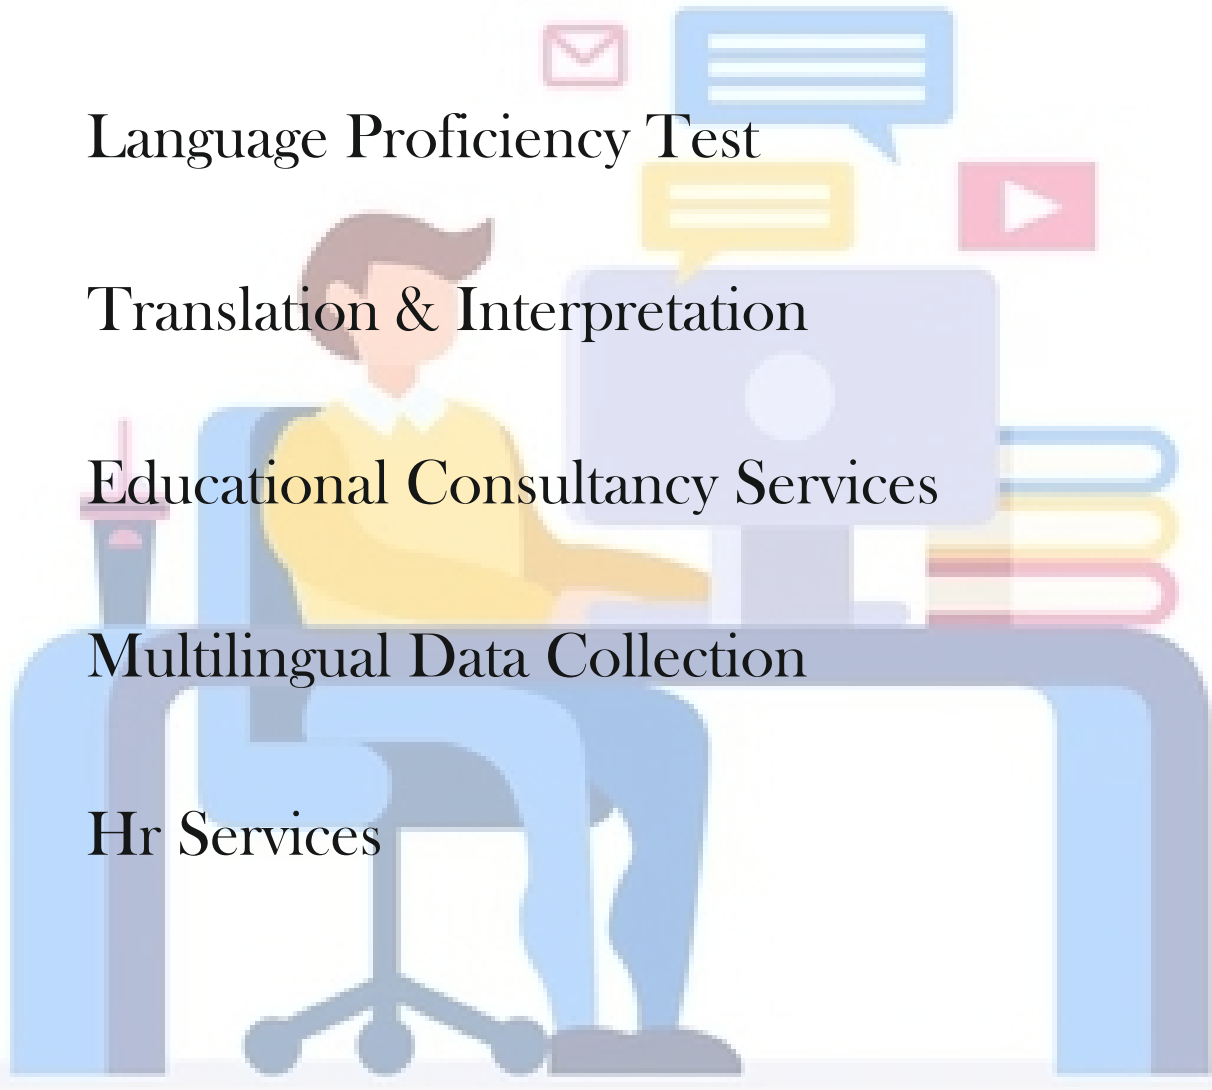 Language Proficiency Test
Translation & Interpretation
Educational Consultancy Services
Multilingual Data Collection
Hr Services